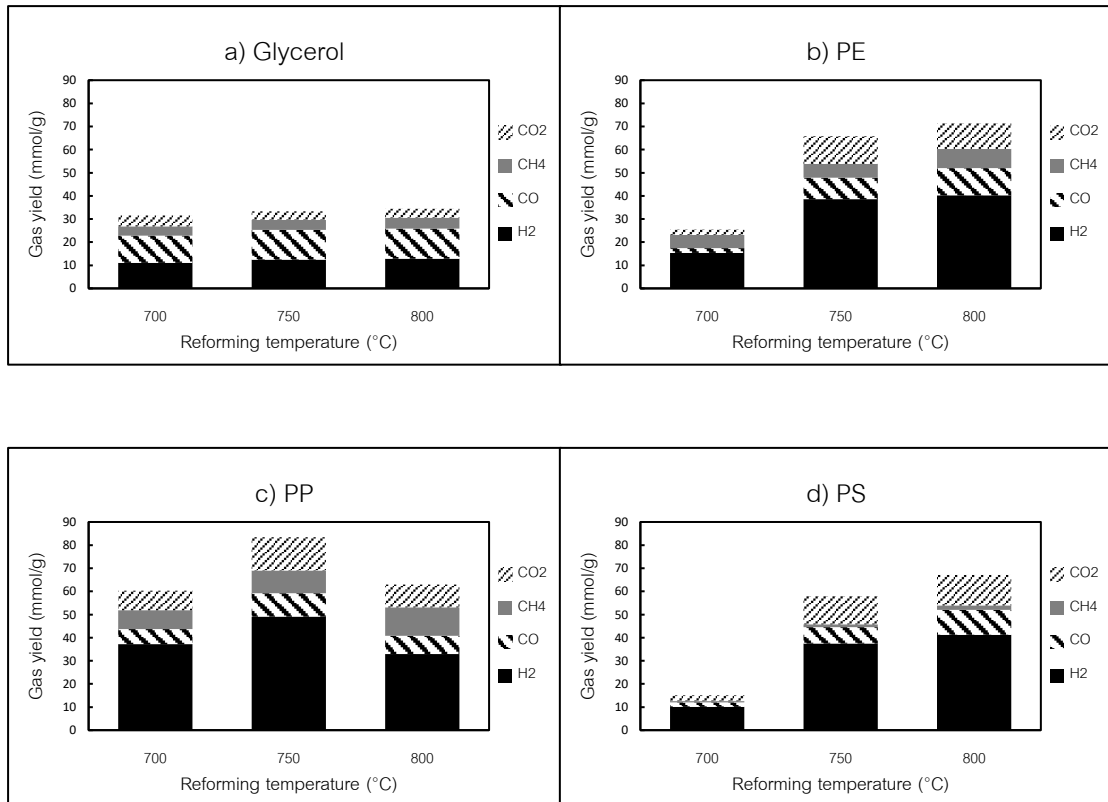 a) Glycerol
90
80
70
60
50
40
30
20
10
0
Gas yield (mmol/g)
700 750 800
Reforming temperature (°C)
CO2
CH4
CO
H2
b) PE
90
80
70
60
50
40
30
20
10
0
Gas yield (mmol/g)
700 750 800
Reforming temperature (°C)
CO2
CH4
CO
H2
c) PP
90
80
70
60
50
40
30
20
10
0
Gas yield (mmol/g)
700 750 800
Reforming temperature (°C)
CO2
CH4
CO
H2
d) PS
90
80
70
60
50
40
30
20
10
0
Gas yield (mmol/g)
700 750 800
Reforming temperature (°C)
CO2
CH4
CO
H2